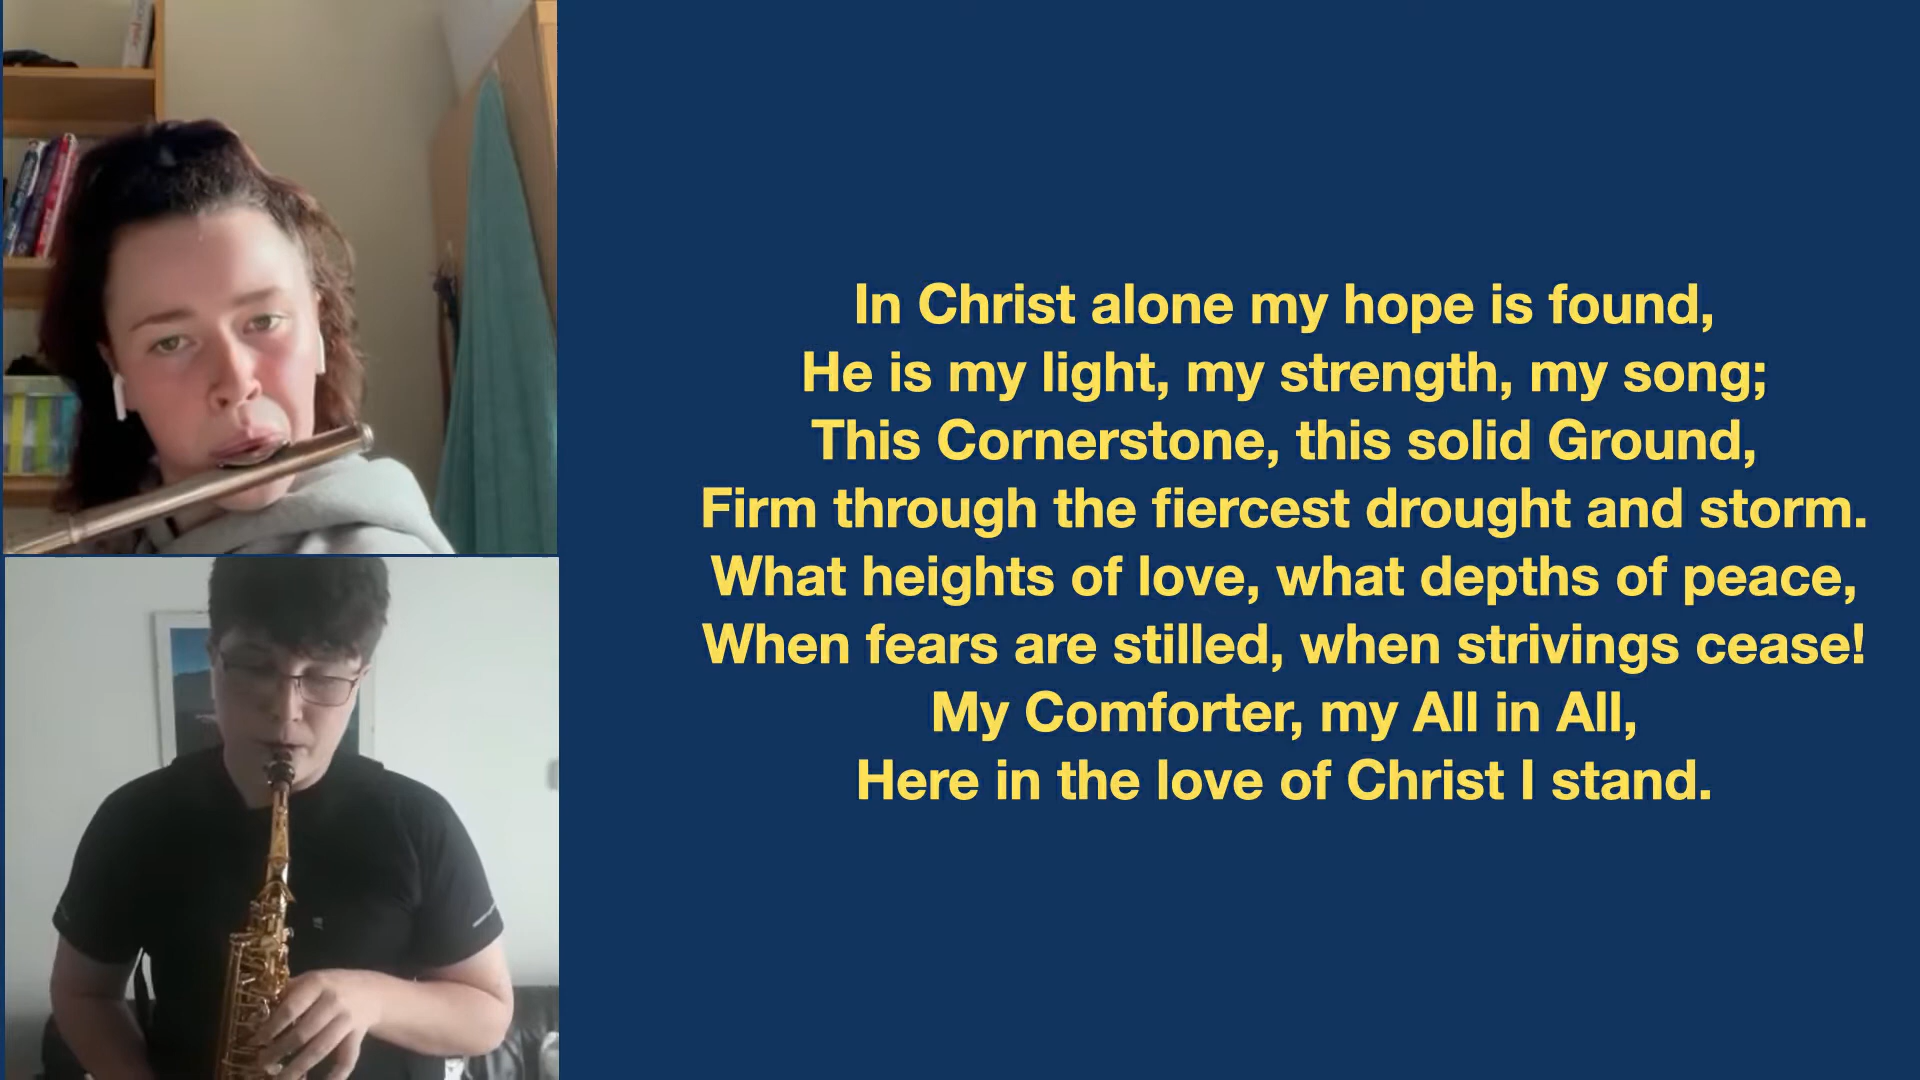 In Christ alone my hope is found,
He is my light, my strength, my song;
This Cornerstone, this solid Ground,
Firm through the fiercest drought and storm.
What heights of love, what depths of peace,
When fears are stilled, when strivings cease!
My Comforter, my All in All,
Here in the love of Christ I stand.